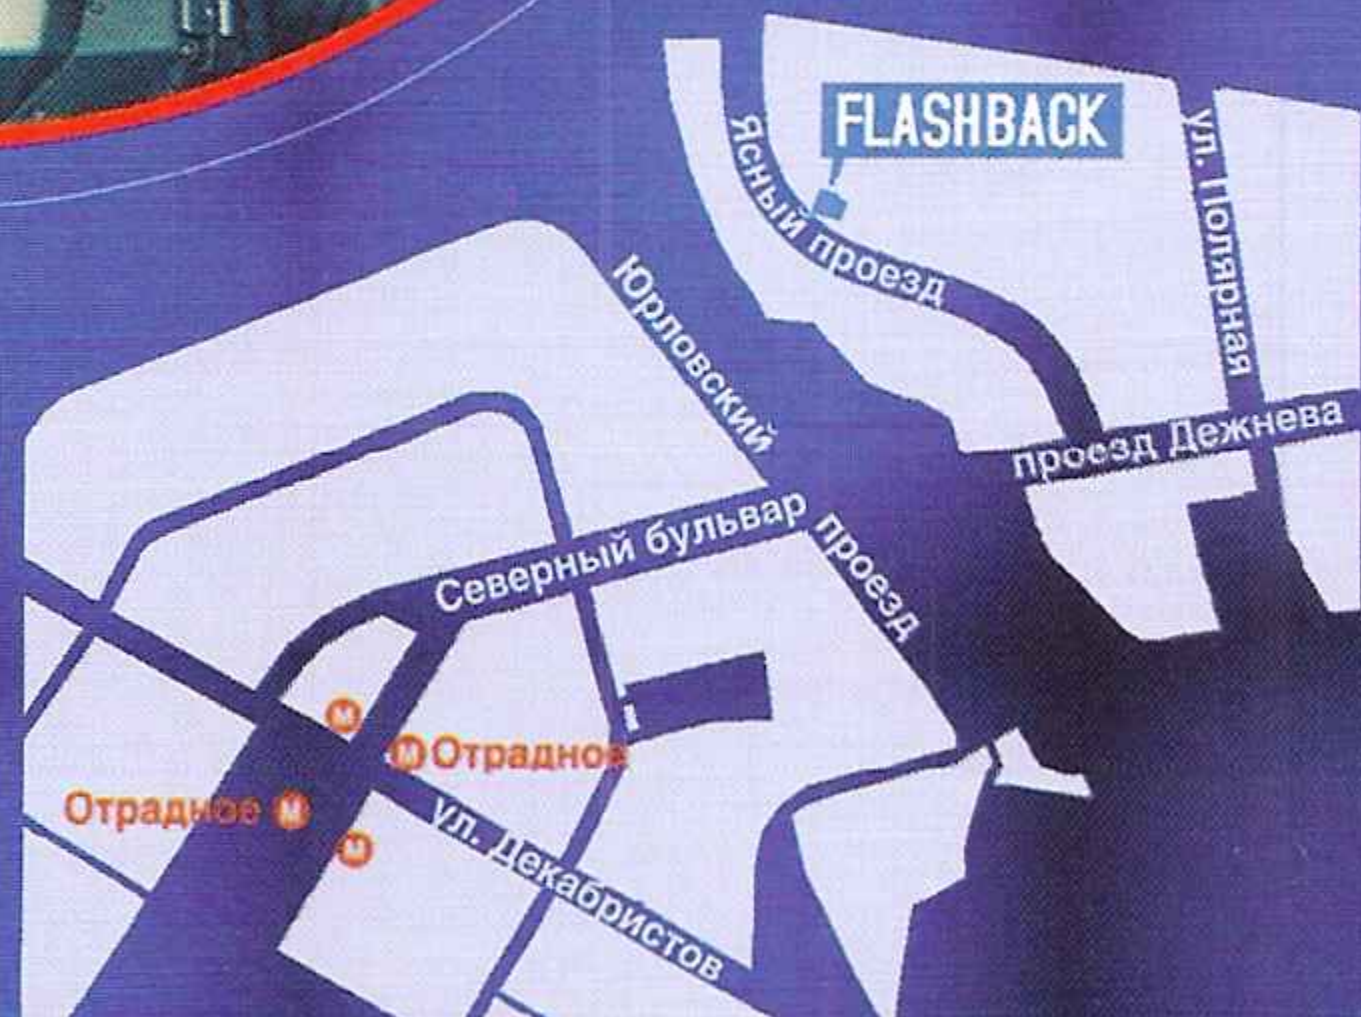 FLASHBACK
Ясный проезд
ул. Полярная
Юрловский проезд
проезд Дежнева
Северный бульвар
М
М Отрадное
Отрадное М
М
ул. Декабристов